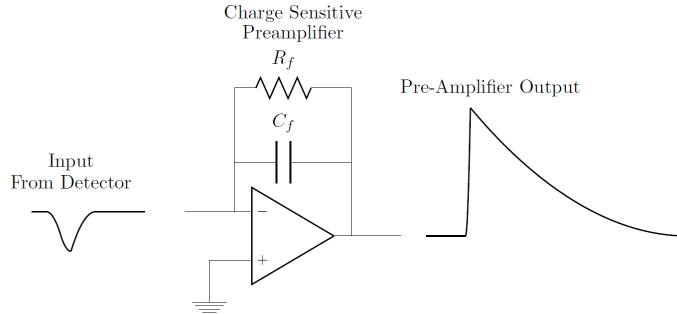 Charge Sensitive
Preamplifier
R_f
Pre-Amplifier Output
C_f
Input
From Detector
−
+